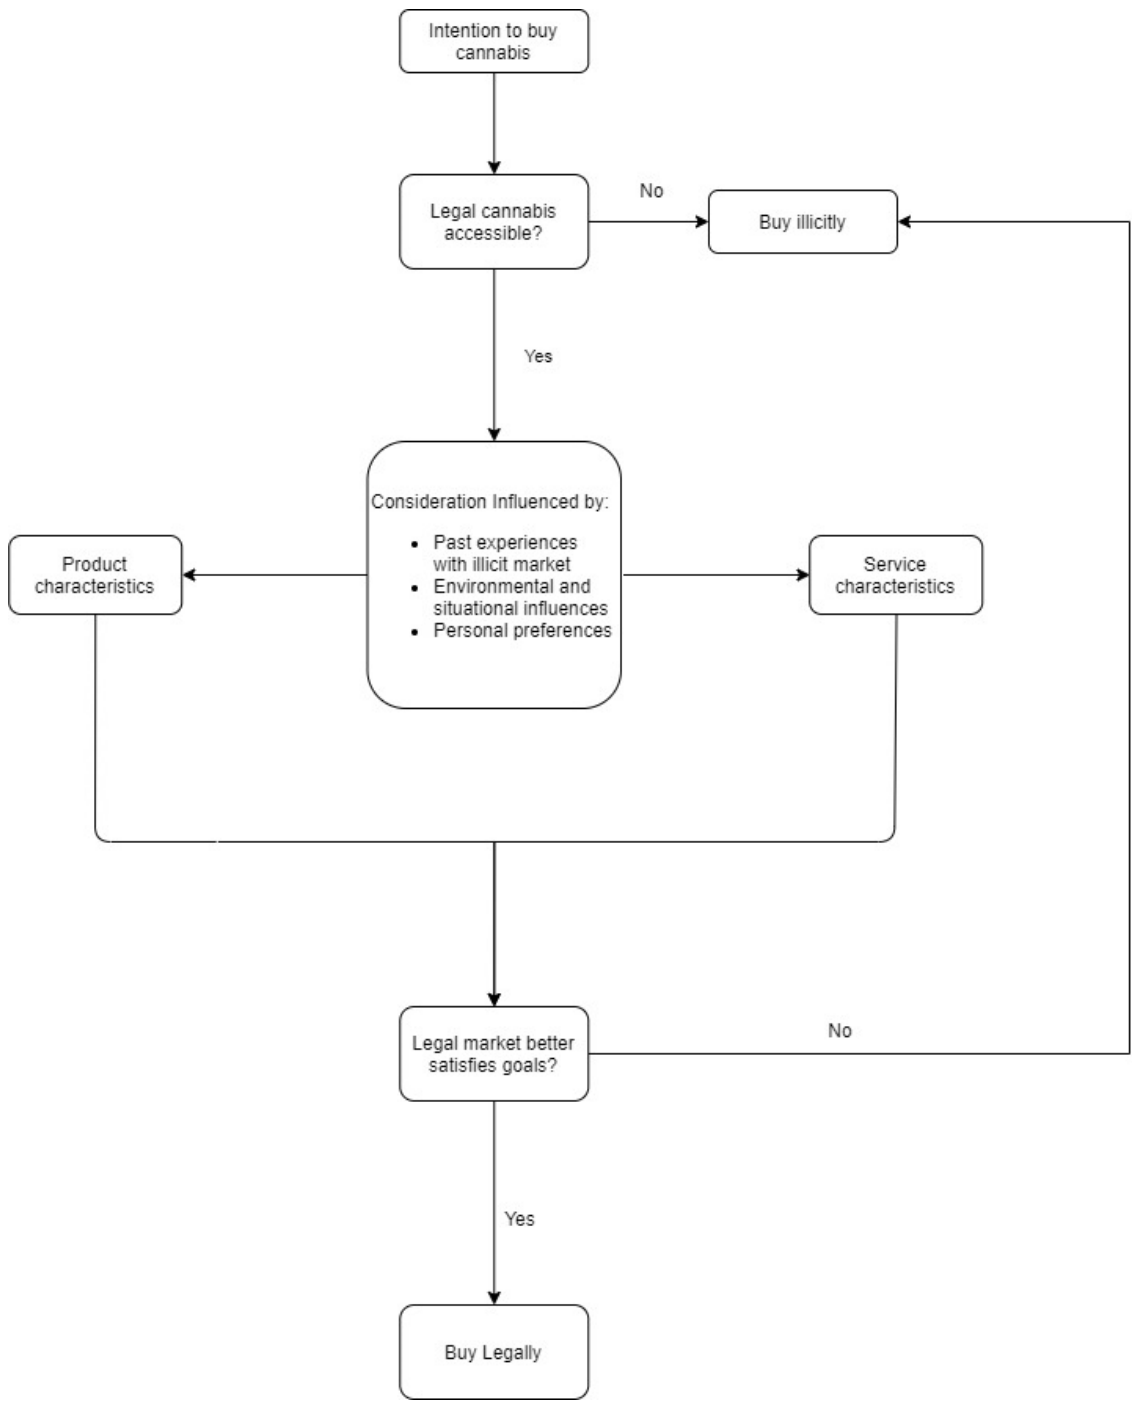 Intention to buy
cannabis
Legal cannabis
accessible?
No
Buy illicitly
Yes
Consideration Influenced by:
• Past experiences
with illicit market
• Environmental and
situational influences
• Personal preferences
Product
characteristics
Service
characteristics
Legal market better
satisfies goals?
No
Yes
Buy Legally